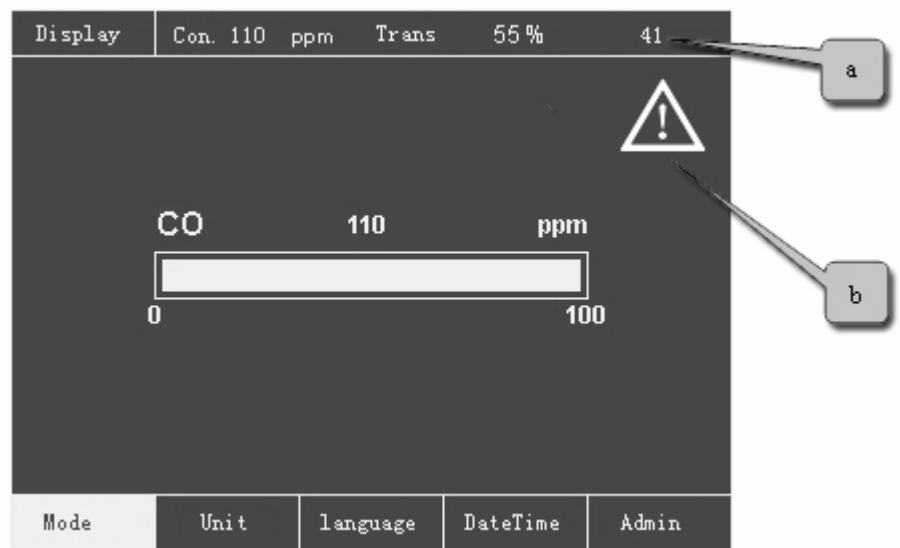 Display Con. 110 ppm Trans 55% 41
a
!
CO 110 ppm
b
0 100
Mode Unit language DateTime Admin